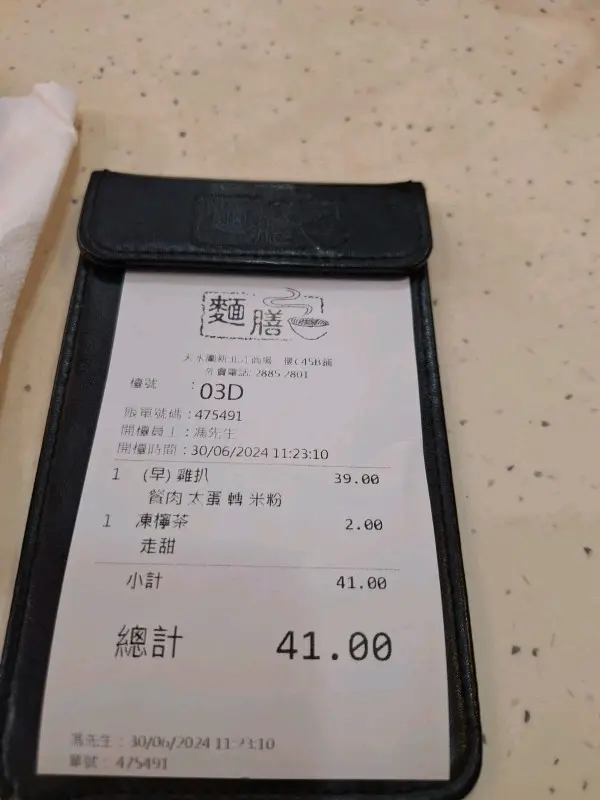 麵膳
天水圍新北江商場 樓C45B舖
外賣電話: 2885 2801
檯號 : 03D
賬單號碼 : 475491
開檯員工 : 馮先生
開檯時間 : 30/06/2024 11:23:10
1 (早) 雞扒 39.00
餐肉 太蛋 轉 米粉
1 凍檸茶 2.00
走甜
小計 41.00
總計 41.00
馮先生 : 30/06/2024 11:23:10
單號 : 475491